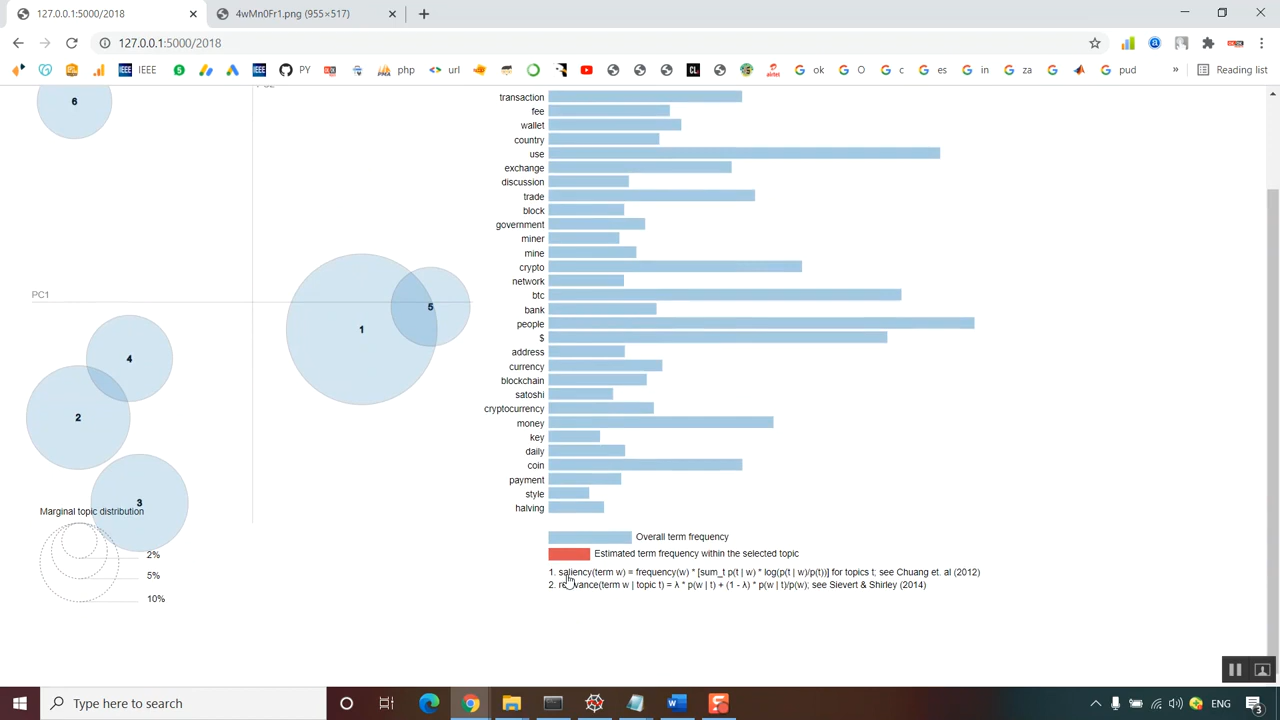 127.0.0.1:5000/2018
4wMn0Fr1.png (955×517)
127.0.0.1:5000/2018
IEEE
IEEE
PY
php
url
CL
ok
O
c
es
in
za
pud
»
Reading list
6
PC1
4
2
3
1
5
transaction
fee
wallet
country
use
exchange
discussion
trade
block
government
miner
mine
crypto
network
btc
bank
people
$
address
currency
blockchain
satoshi
cryptocurrency
money
key
daily
coin
payment
style
halving
Marginal topic distribution
2%
5%
10%
Overall term frequency
Estimated term frequency within the selected topic
1. saliency(term w) = frequency(w) * [sum_t p(t | w) * log(p(t | w)/p(t))] for topics t; see Chuang et. al (2012)
2. relevance(term w | topic t) = λ * p(w | t) + (1 - λ) * p(w | t)/p(w); see Sievert & Shirley (2014)
Type here to search
ENG
3